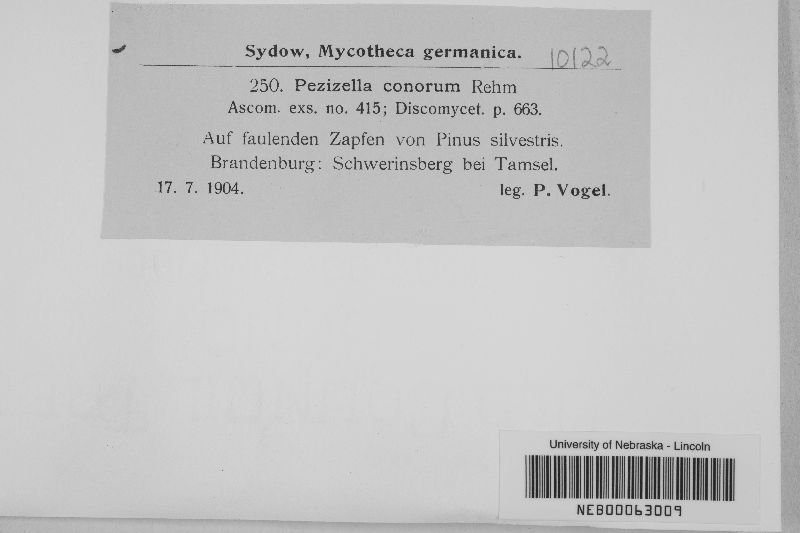 Sydow, Mycotheca germanica. 10122
250. Pezizella conorum Rehm
Ascom. exs. no. 415; Discomycet. p. 663.
Auf faulenden Zapfen von Pinus silvestris.
Brandenburg: Schwerinsberg bei Tamsel.
17. 7. 1904. leg. P. Vogel.
University of Nebraska - Lincoln
NEB00063009